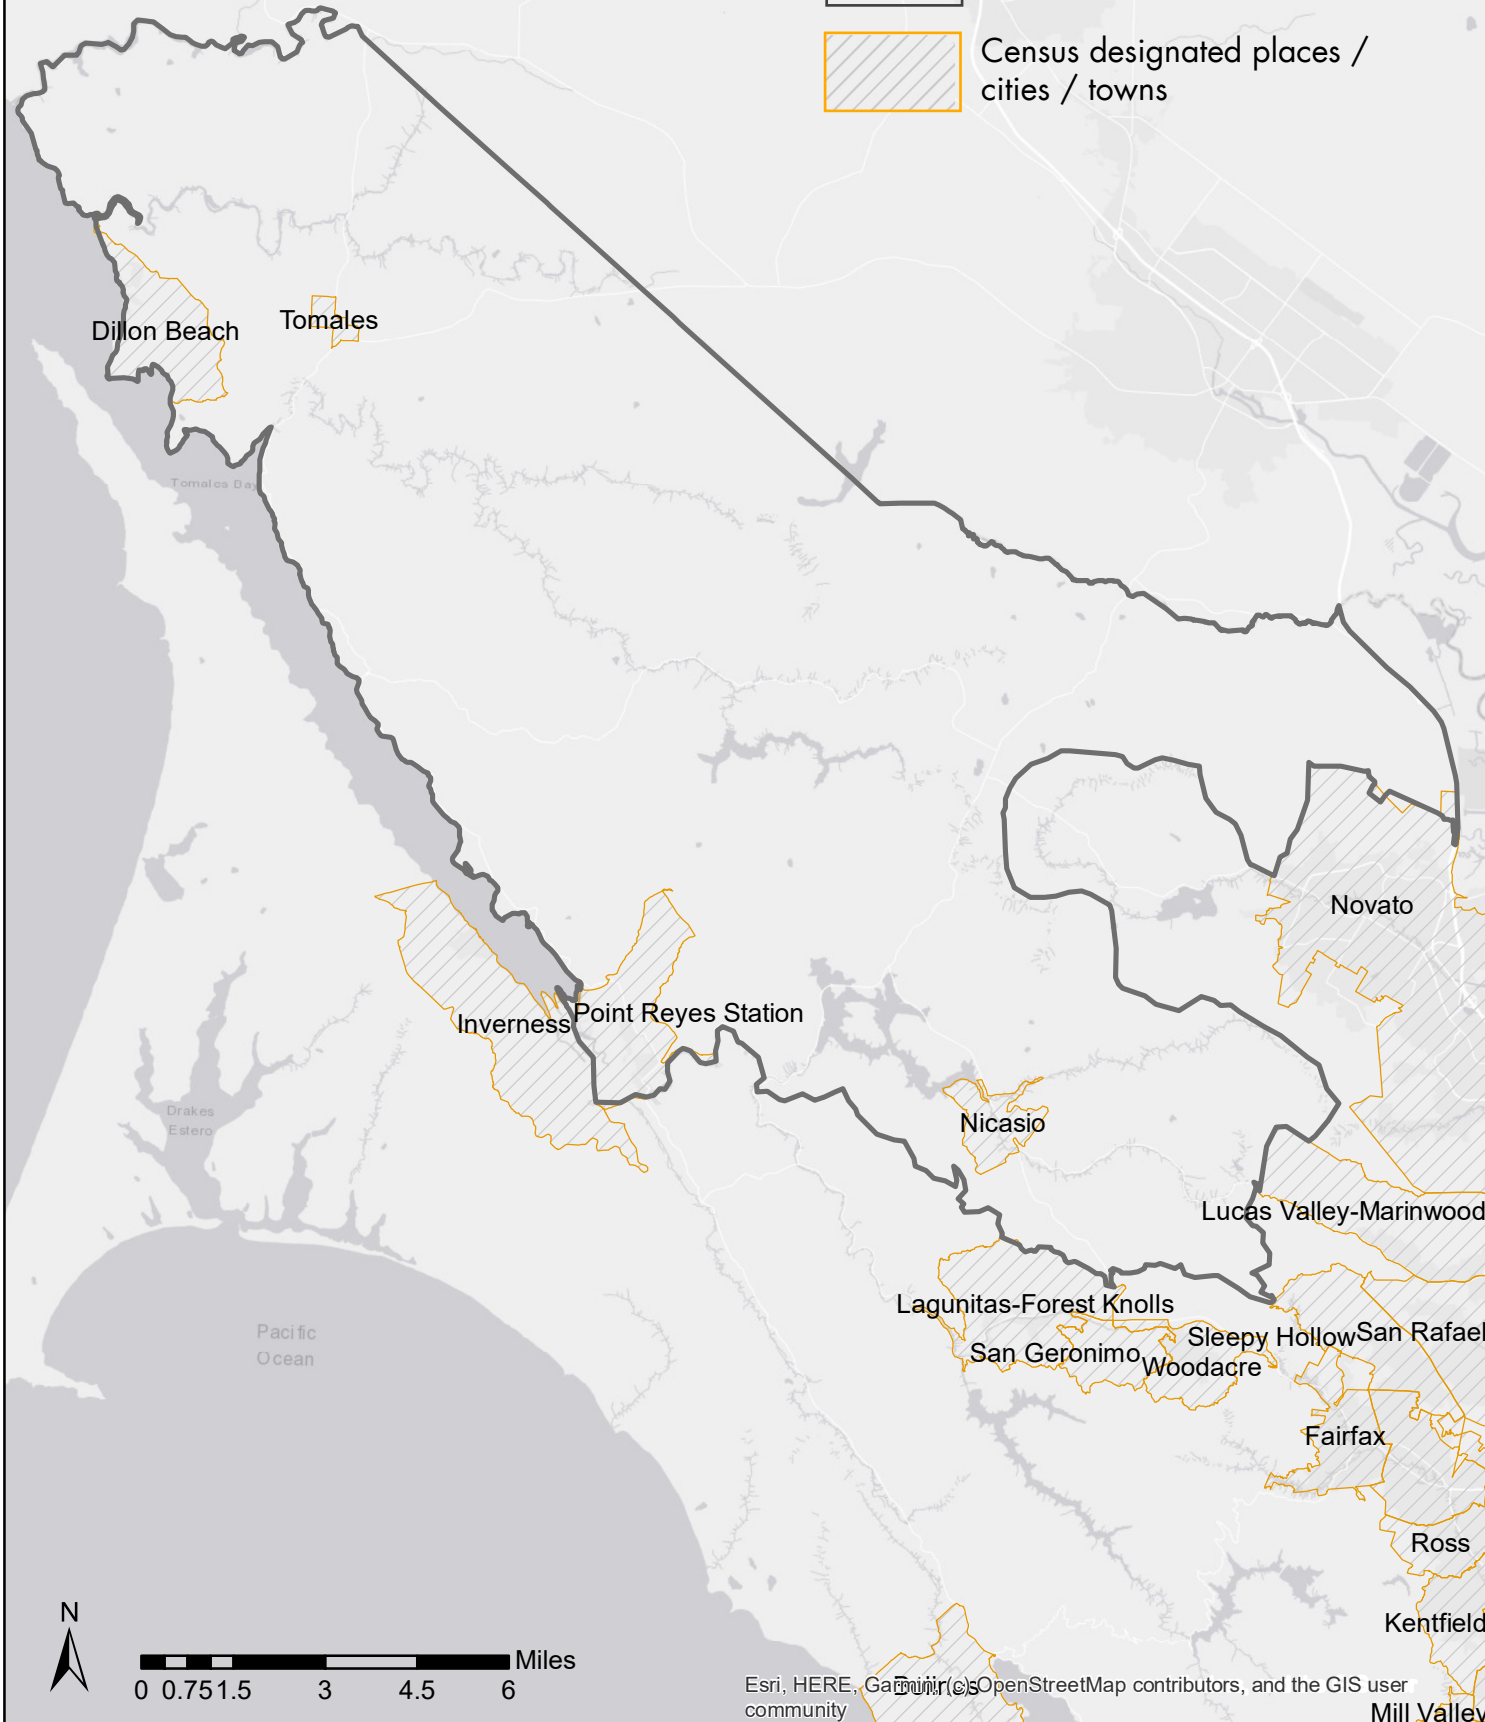 Census designated places /
cities / towns
Dillon Beach
Tomales
Tomales Bay
Novato
Inverness
Point Reyes Station
Drakes
Estero
Nicasio
Lucas Valley-Marinwood
Lagunitas-Forest Knolls
San Geronimo
Woodacre
Sleepy Hollow
San Rafael
Pacific
Ocean
Fairfax
Ross
Kentfield
N
Miles
0 0.75 1.5 3 4.5 6
Bolinas
Esri, HERE, Garmin, (c) OpenStreetMap contributors, and the GIS user
community
Mill Valley